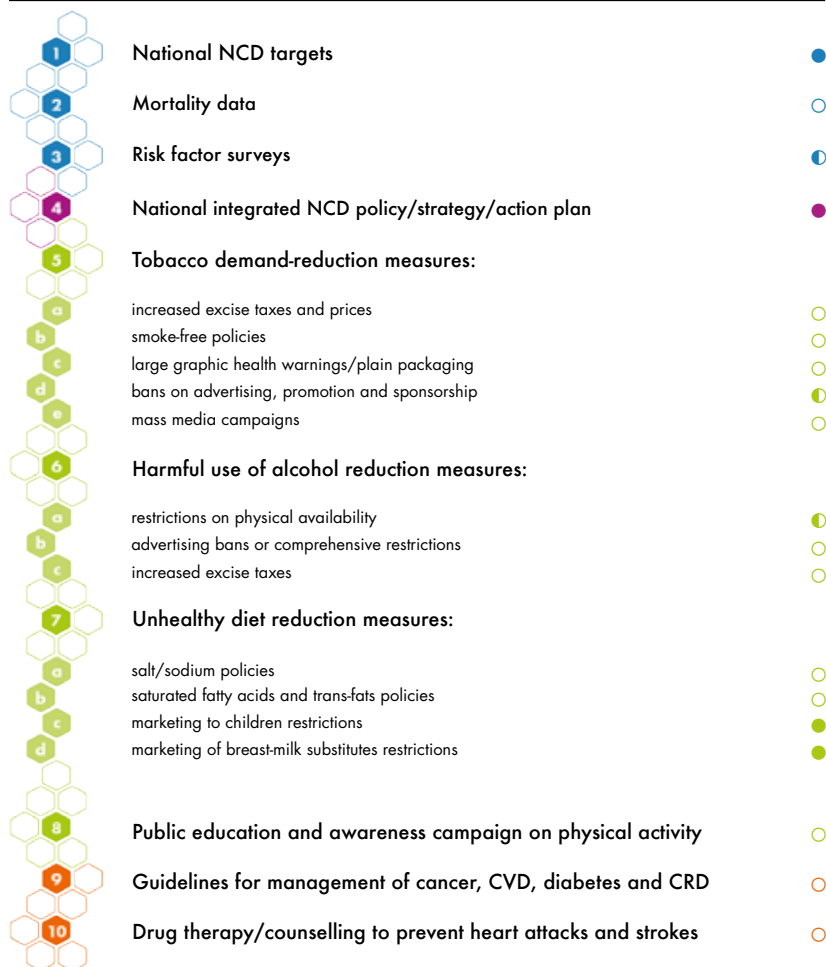 1 National NCD targets
2 Mortality data
3 Risk factor surveys
4 National integrated NCD policy/strategy/action plan
5 Tobacco demand-reduction measures:
a increased excise taxes and prices
b smoke-free policies
c large graphic health warnings/plain packaging
d bans on advertising, promotion and sponsorship
e mass media campaigns
6 Harmful use of alcohol reduction measures:
a restrictions on physical availability
b advertising bans or comprehensive restrictions
c increased excise taxes
7 Unhealthy diet reduction measures:
a salt/sodium policies
b saturated fatty acids and trans-fats policies
c marketing to children restrictions
d marketing of breast-milk substitutes restrictions
8 Public education and awareness campaign on physical activity
9 Guidelines for management of cancer, CVD, diabetes and CRD
10 Drug therapy/counselling to prevent heart attacks and strokes